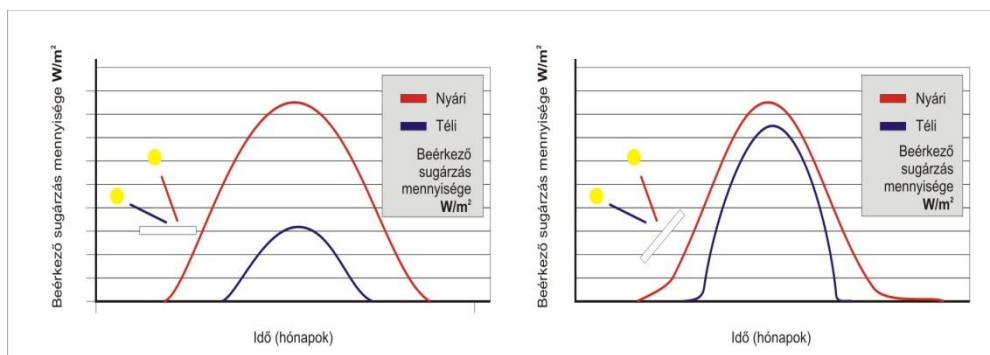 Beérkező sugárzás mennyisége W/m²
Nyári
Téli
Beérkező
sugárzás
mennyisége
W/m²
Idő (hónapok)
Beérkező sugárzás mennyisége W/m²
Nyári
Téli
Beérkező
sugárzás
mennyisége
W/m²
Idő (hónapok)